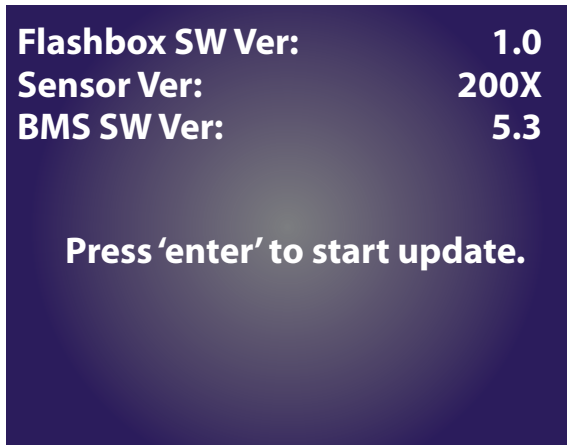 Flashbox SW Ver: 1.0
Sensor Ver: 200X
BMS SW Ver: 5.3
Press ‘enter’ to start update.